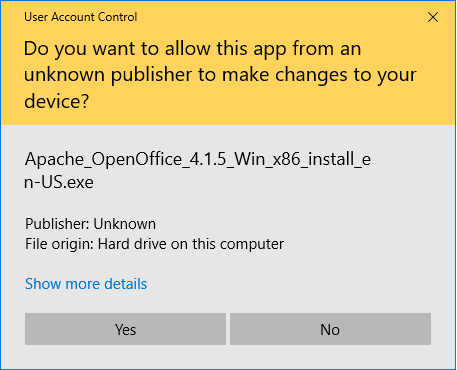 User Account Control
Do you want to allow this app from an
unknown publisher to make changes to your
device?
Apache_OpenOffice_4.1.5_Win_x86_install_e
n-US.exe
Publisher: Unknown
File origin: Hard drive on this computer
Show more details
Yes
No